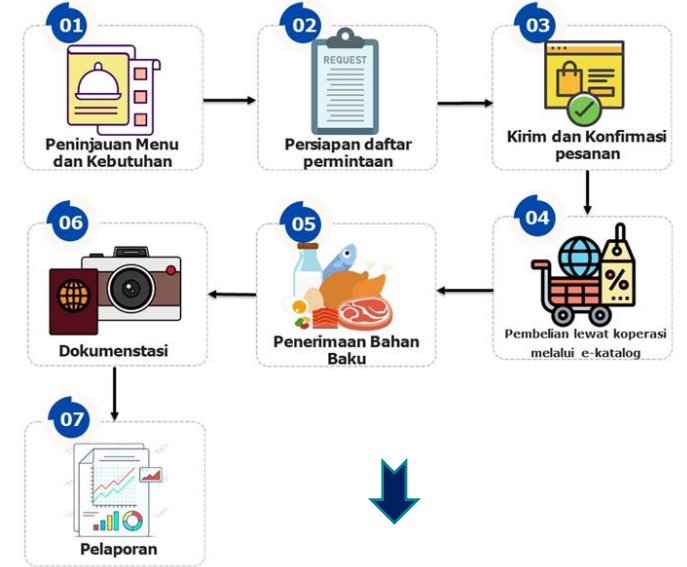 01
Peninjauan Menu
dan Kebutuhan
02
REQUEST
Persiapan daftar
permintaan
03
Kirim dan Konfirmasi
pesanan
04
%
Pembelian lewat koperasi
melalui e-katalog
05
Penerimaan Bahan
Baku
06
Dokumenstasi
07
Pelaporan